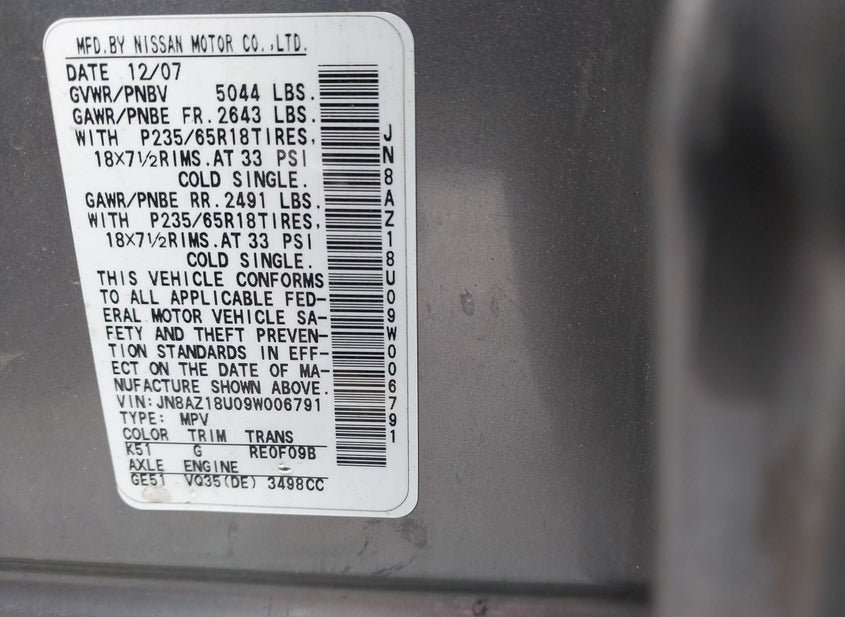 MFD.BY NISSAN MOTOR CO.,LTD.
DATE 12/07
GVWR/PNBV 5044 LBS.
GAWR/PNBE FR.2643 LBS.
WITH P235/65R18TIRES,
18X7½RIMS.AT 33 PSI
COLD SINGLE.
GAWR/PNBE RR.2491 LBS.
WITH P235/65R18TIRES,
18X7½RIMS.AT 33 PSI
COLD SINGLE.
THIS VEHICLE CONFORMS
TO ALL APPLICABLE FED-
ERAL MOTOR VEHICLE SA-
FETY AND THEFT PREVEN-
TION STANDARDS IN EFF-
ECT ON THE DATE OF MA-
NUFACTURE SHOWN ABOVE.
VIN: JN8AZ18U09W006791
TYPE: MPV
COLOR TRIM TRANS
K51 G RE0F09B
AXLE ENGINE
GE51 VQ35(DE) 3498CC
JN8AZ18U09W006791